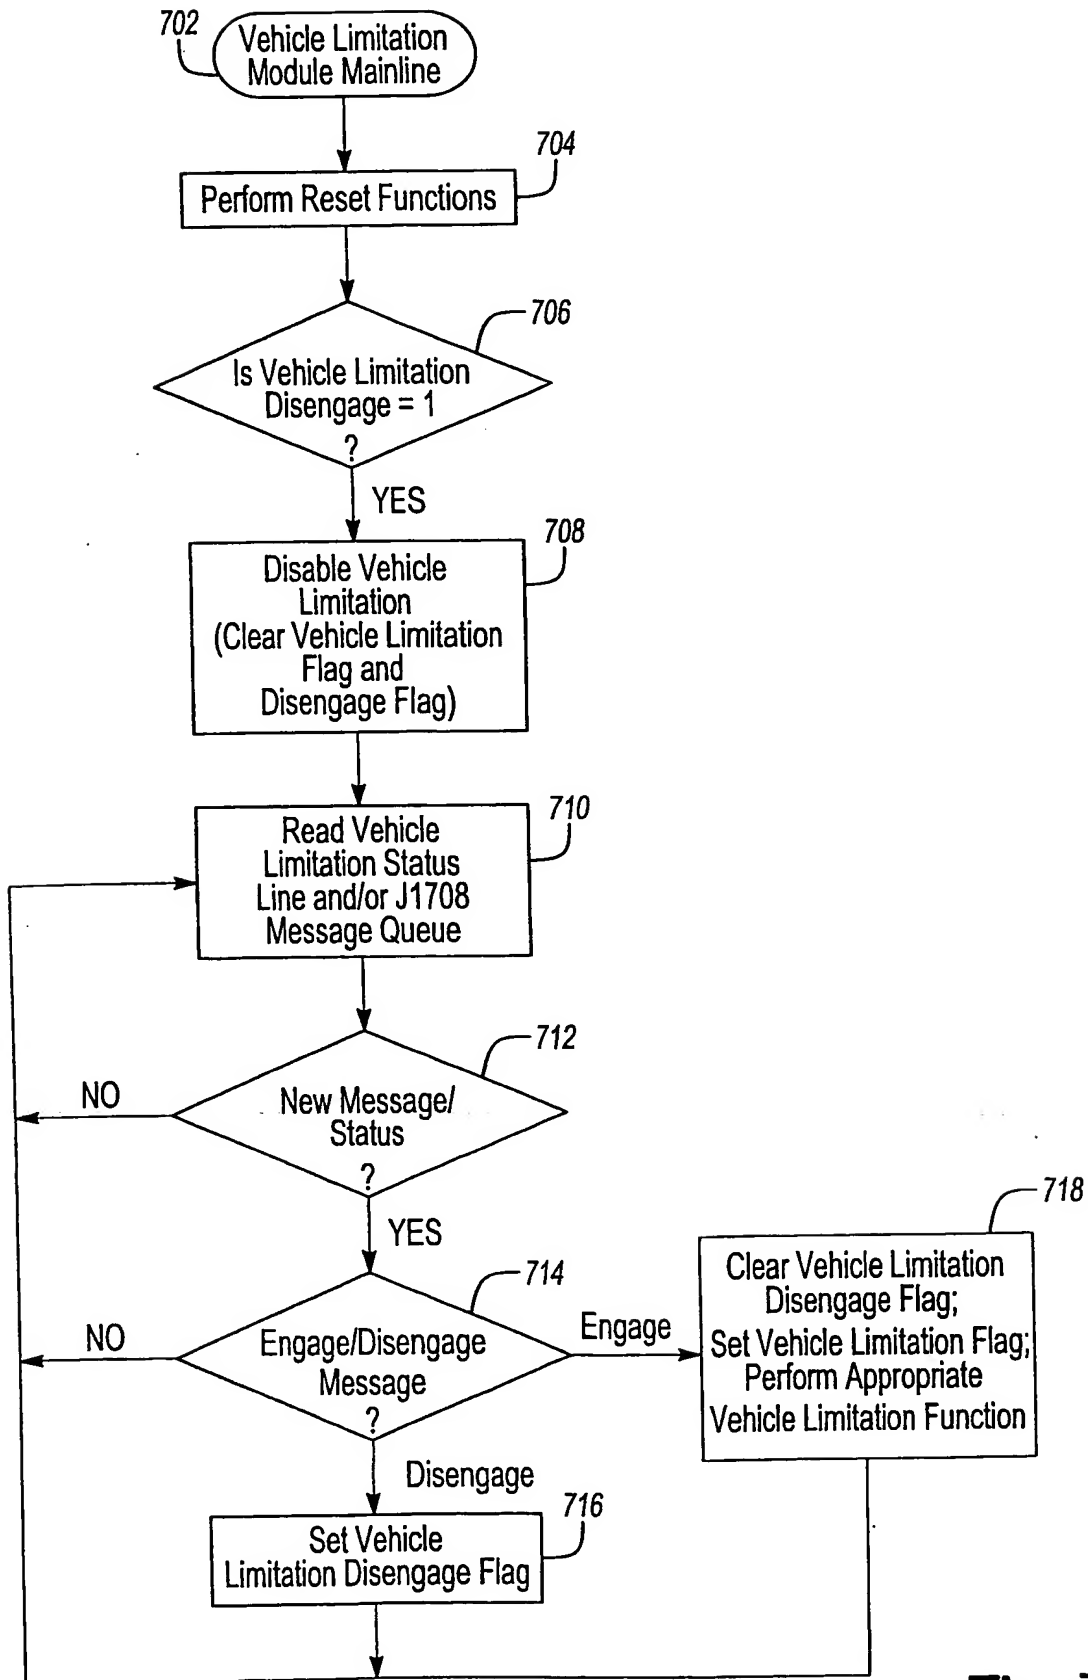 702
Vehicle Limitation
Module Mainline
704
Perform Reset Functions
706
Is Vehicle Limitation
Disengage = 1
?
YES
708
Disable Vehicle
Limitation
(Clear Vehicle Limitation
Flag and
Disengage Flag)
710
Read Vehicle
Limitation Status
Line and/or J1708
Message Queue
712
NO
New Message/
Status
?
YES
718
714
NO
Engage/Disengage
Message
?
Engage
Clear Vehicle Limitation
Disengage Flag;
Set Vehicle Limitation Flag;
Perform Appropriate
Vehicle Limitation Function
Disengage
716
Set Vehicle
Limitation Disengage Flag